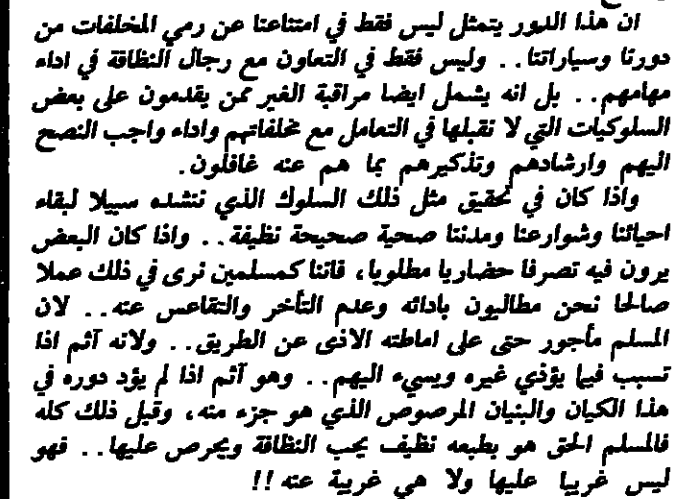 ان هذا الدور يتمثل ليس فقط في امتناعنا عن رمي المخلفات من
دورنا وسياراتنا . . وليس فقط في التعاون مع رجال النظافة في اداء
مهامهم . . بل انه يشمل ايضا مراقبة الغير ممن يقدمون على بعض
السلوكيات التي لا نقبلها في التعامل مع مخلفاتهم واداء واجب النصح
اليهم وارشادهم وتذكيرهم بما هم عنه غافلون .
واذا كان في تحقيق مثل ذلك السلوك الذي ننشده سبيلا لبقاء
احيائنا وشوارعنا ومدننا صحية صحيحة نظيفة . . واذا كان البعض
يرون فيه تصرفا حضاريا مطلوبا ، فاننا كمسلمين نرى في ذلك عملا
صالحا نحن مطالبون بادائه وعدم التأخر والتقاعس عنه . . لان
المسلم مأجور حتى على اماطته الاذى عن الطريق . . ولانه آثم اذا
تسبب فيما يؤذي غيره ويسيء اليهم . . وهو آثم اذا لم يؤد دوره في
هذا الكيان والبنيان المرصوص الذي هو جزء منه ، وقبل ذلك كله
فالمسلم الحق هو بطبعه نظيف يحب النظافة ويحرص عليها . . فهو
ليس غريبا عليها ولا هي غريبة عنه !!